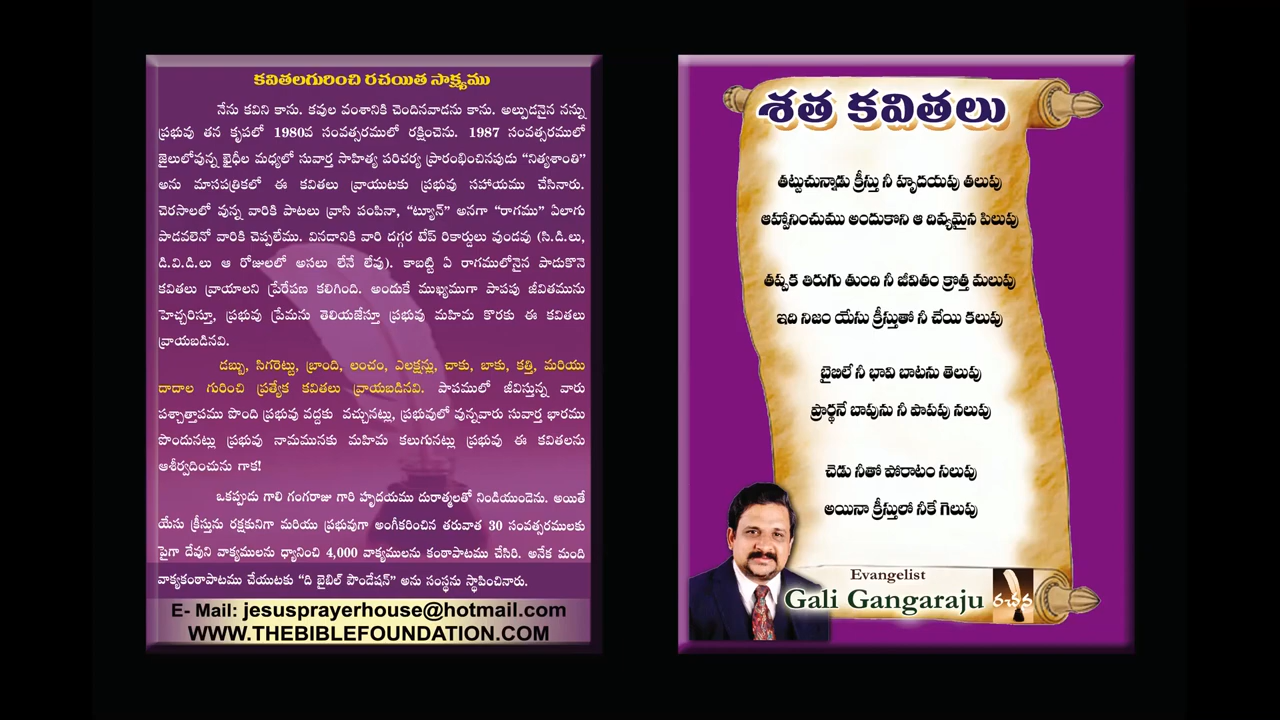 కవితలగురించి రచయిత సాక్ష్యము
నేను కవిని కాను. కవుల వంశానికి చెందినవాడను కాను. అల్పుడనైన నన్ను
ప్రభువు తన కృపలో 1980వ సంవత్సరములో రక్షించెను. 1987 సంవత్సరములో
జైలులోవున్న ఖైధీల మధ్యలో సువార్త సాహిత్య పరిచర్య ప్రారంభించినపుడు “నిత్యశాంతి”
అను మాసపత్రికలో ఈ కవితలు వ్రాయుటకు ప్రభువు సహాయము చేసినారు.
చెరసాలలో వున్న వారికి పాటలు వ్రాసి పంపినా, “ట్యూన్” అనగా “రాగము” ఏలాగు
పాడవలెనో వారికి చెప్పలేము. వినడానికి వారి దగ్గర టేప్ రికార్డులు వుండవు (సి.డి.లు,
డి.వి.డి.లు ఆ రోజులలో అసలు లేనే లేవు). కాబట్టి ఏ రాగములోనైన పాడుకొనె
కవితలు వ్రాయాలని ప్రేరేపణ కలిగింది. అందుకే ముఖ్యముగా పాపపు జీవితమును
హెచ్చరిస్తూ, ప్రభువు ప్రేమను తెలియజేస్తూ ప్రభువు మహిమ కొరకు ఈ కవితలు
వ్రాయబడినవి.
డబ్బు, సిగరెట్టు, బ్రాంది, లంచం, ఎలక్షన్లు, చాకు, బాకు, కత్తి, మరియు
దాదాల గురించి ప్రత్యేక కవితలు వ్రాయబడినవి. పాపములో జీవిస్తున్న వారు
పశ్చాత్తాపము పొంది ప్రభువు వద్దకు వచ్చునట్లు, ప్రభువులో వున్నవారు సువార్త భారము
పొందునట్లు ప్రభువు నామమునకు మహిమ కలుగునట్లు ప్రభువు ఈ కవితలను
ఆశీర్వదించును గాక!
ఒకప్పుడు గాలి గంగరాజు గారి హృదయము దురాత్మలతో నిండియుండెను. అయితే
యేసు క్రీస్తును రక్షకునిగా మరియు ప్రభువుగా అంగీకరించిన తరువాత 30 సంవత్సరములకు
పైగా దేవుని వాక్యములను ధ్యానించి 4,000 వాక్యములను కంఠాపాటము చేసిరి. అనేక మంది
వాక్యకంఠాపాటము చేయుటకు “ది బైబిల్ ఫౌండేషన్” అను సంస్థను స్థాపించినారు.
E- Mail: jesusprayerhouse@hotmail.com
WWW.THEBIBLEFOUNDATION.COM
శత కవితలు
తట్టుచున్నాడు క్రీస్తు నీ హృదయపు తలుపు
ఆహ్వానించుము అందుకొని ఆ దివ్యమైన పిలుపు
తప్పక తిరుగు తుంది నీ జీవితం క్రొత్త మలుపు
ఇది నిజం యేసు క్రీస్తుతో నీ చేయి కలుపు
బైబిలే నీ భావి బాటను తెలుపు
ప్రార్థనే బాపును నీ పాపపు నలుపు
చెడు నీతో పోరాటం సలుపు
అయినా క్రీస్తులో నీకే గెలుపు
Evangelist
Gali Gangaraju రచన